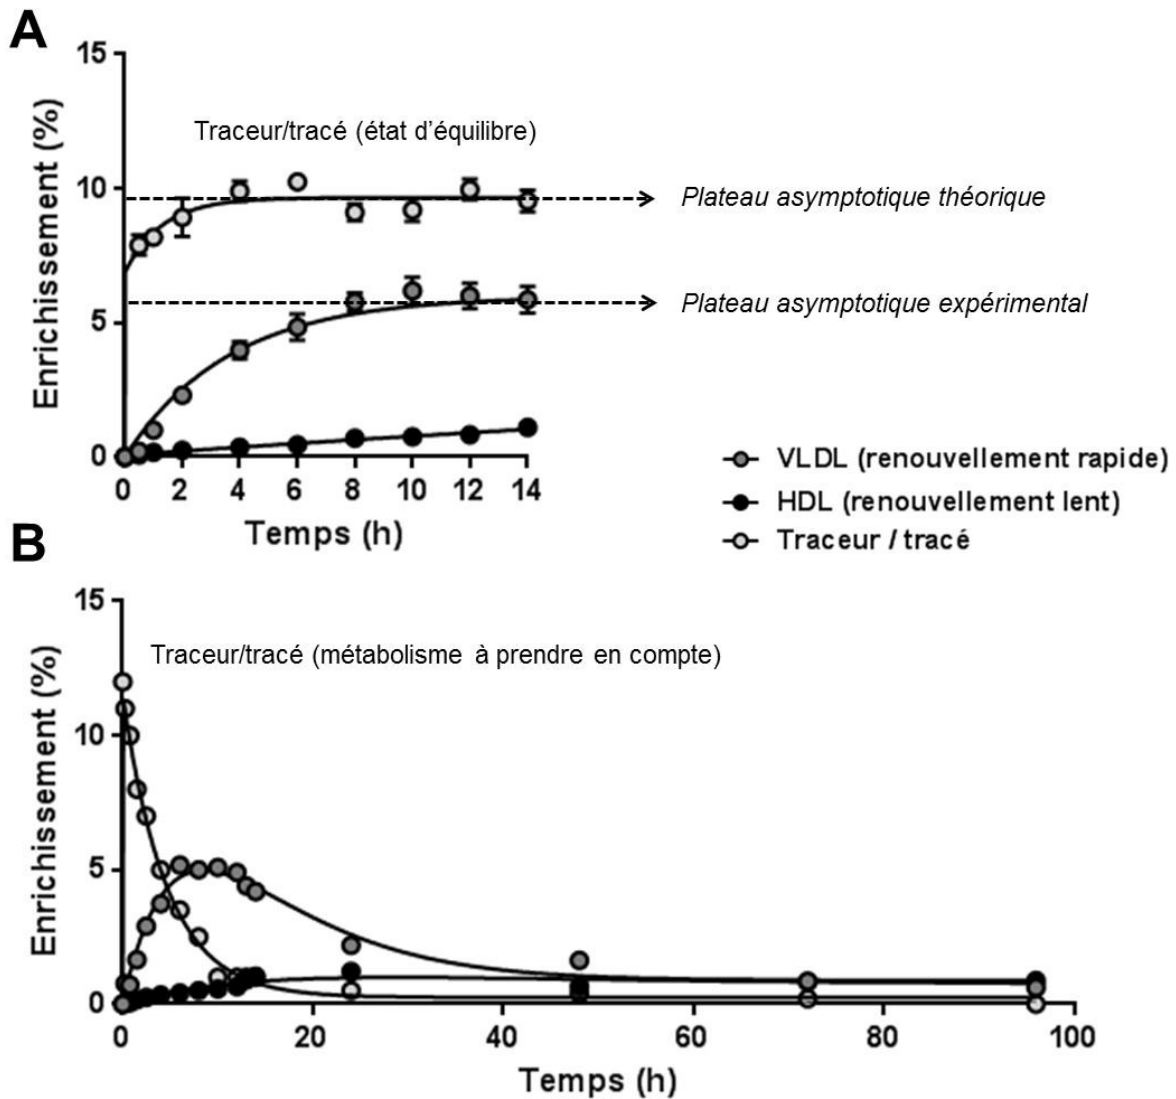 A
15
Traceur/tracé (état d'équilibre)
10
Plateau asymptotique théorique
5
Plateau asymptotique expérimental
0
Enrichissement (%)
0 2 4 6 8 10 12 14
Temps (h)
VLDL (renouvellement rapide)
HDL (renouvellement lent)
Traceur / tracé
B
15
Traceur/tracé (métabolisme à prendre en compte)
10
5
0
Enrichissement (%)
0 20 40 60 80 100
Temps (h)